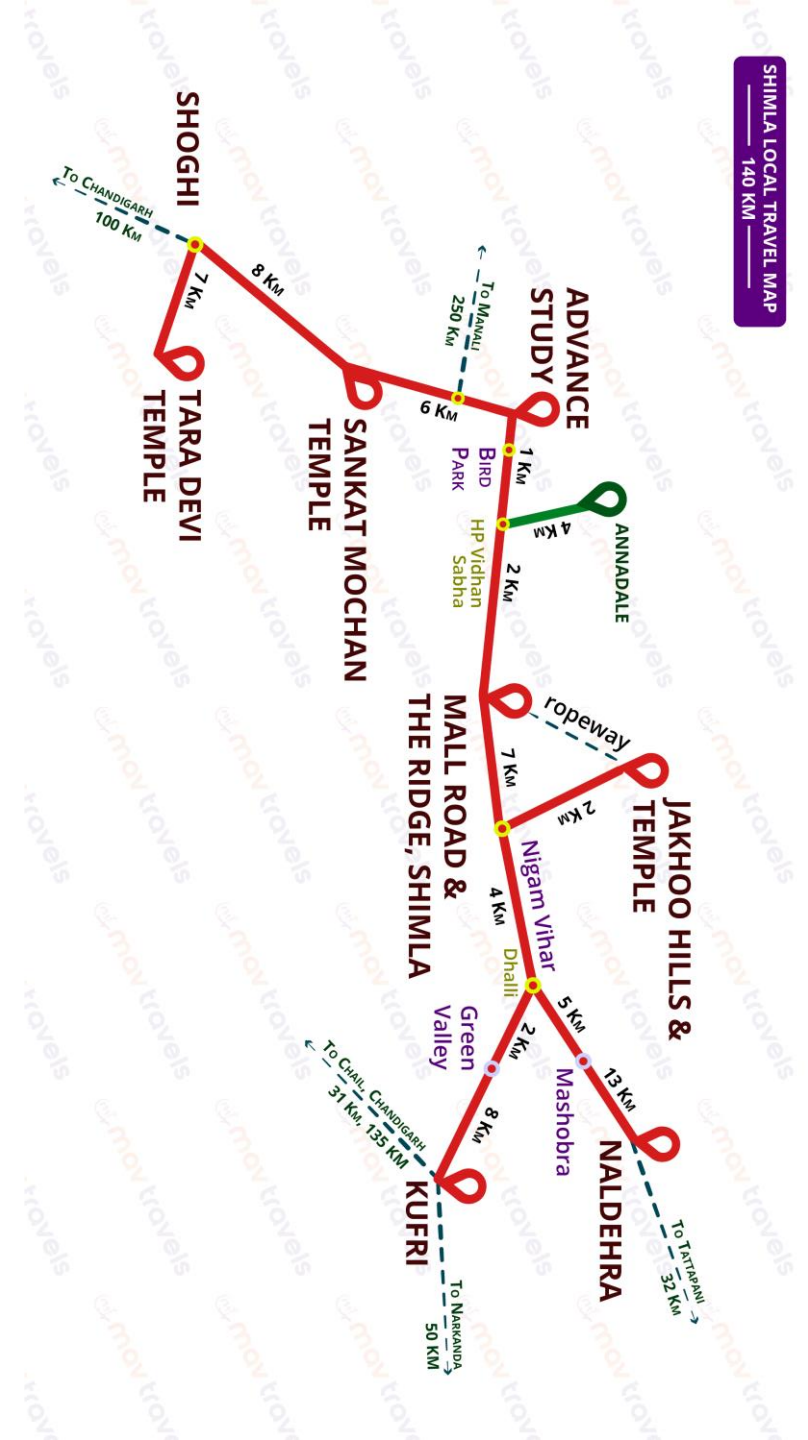 SHIMLA LOCAL TRAVEL MAP
140 KM
SHOGHI
To Chandigarh
100 Km
7 Km
TARA DEVI
TEMPLE
8 Km
SANKAT MOCHAN
TEMPLE
6 Km
To Manali
250 Km
ADVANCE
STUDY
1 Km
Bird
Park
HP Vidhan
Sabha
4 Km
ANNADALE
2 Km
MALL ROAD &
THE RIDGE, SHIMLA
ropeway
JAKHOO HILLS &
TEMPLE
2 Km
7 Km
Nigam Vihar
4 Km
Dhalli
5 Km
Mashobra
13 Km
NALDEHRA
To Tattapani
32 Km
2 Km
Green
Valley
8 Km
KUFRI
To Chail, Chandigarh
31 Km, 135 KM
To Narkanda
50 KM
mav travels